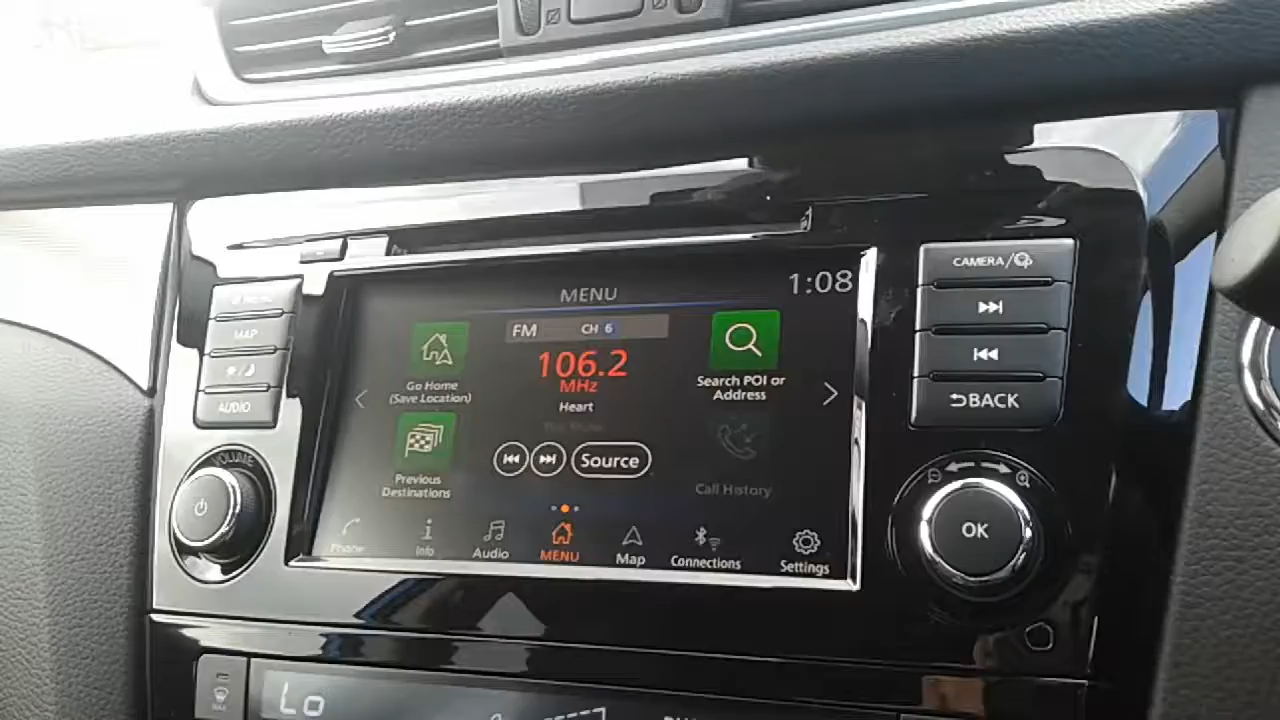 MENU
1:08
FM
CH 6
106.2
MHz
Heart
Go Home
(Save Location)
Search POI or
Address
Previous
Destinations
Source
Call History
Phone
Info
Audio
MENU
Map
Connections
Settings
MAP
AUDIO
VOLUME
CAMERA/
BACK
OK
Lo